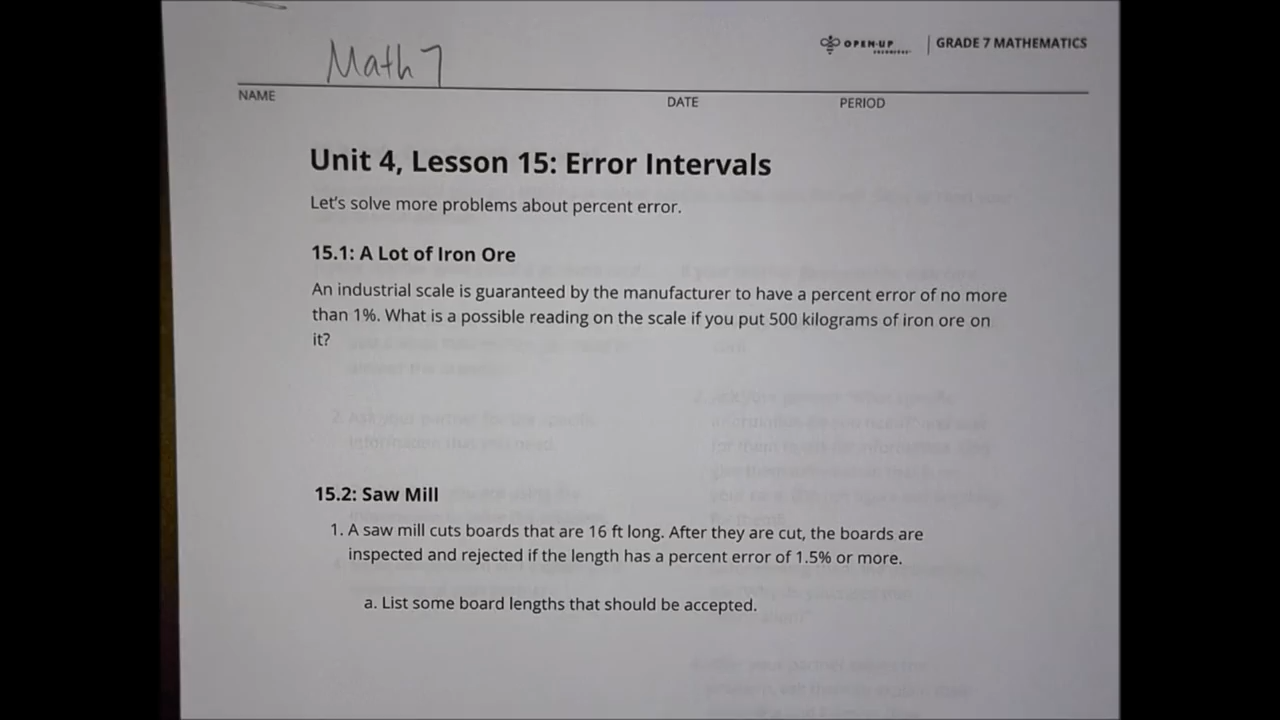 Math 7
OPEN-UP
GRADE 7 MATHEMATICS
NAME
DATE
PERIOD
Unit 4, Lesson 15: Error Intervals
Let's solve more problems about percent error.
15.1: A Lot of Iron Ore
An industrial scale is guaranteed by the manufacturer to have a percent error of no more
than 1%. What is a possible reading on the scale if you put 500 kilograms of iron ore on
it?
15.2: Saw Mill
1. A saw mill cuts boards that are 16 ft long. After they are cut, the boards are
inspected and rejected if the length has a percent error of 1.5% or more.
a. List some board lengths that should be accepted.